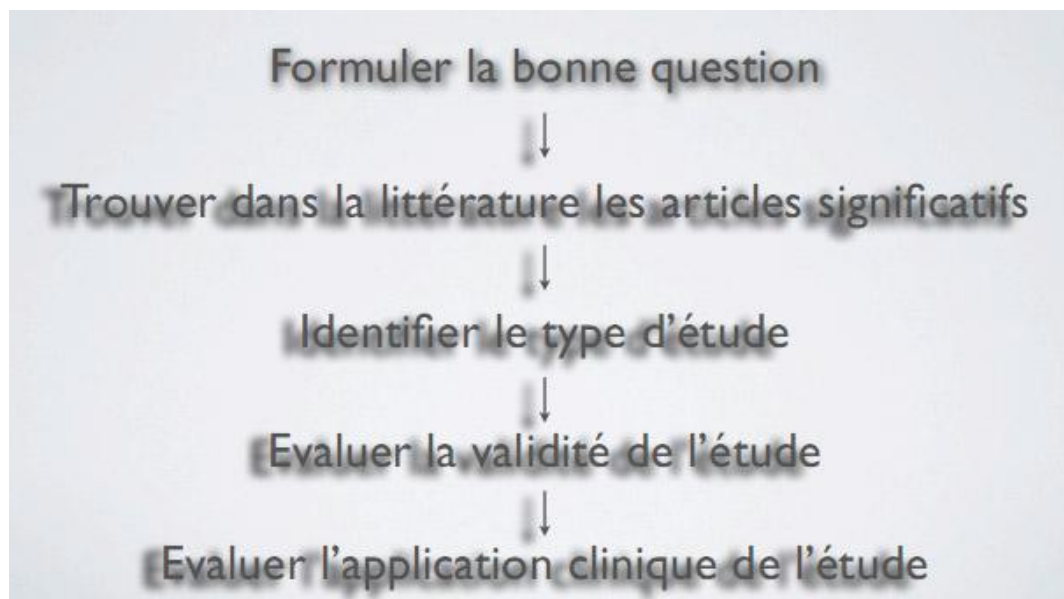 Formuler la bonne question
Trouver dans la littérature les articles significatifs
Identifier le type d'étude
Evaluer la validité de l'étude
Evaluer l'application clinique de l'étude